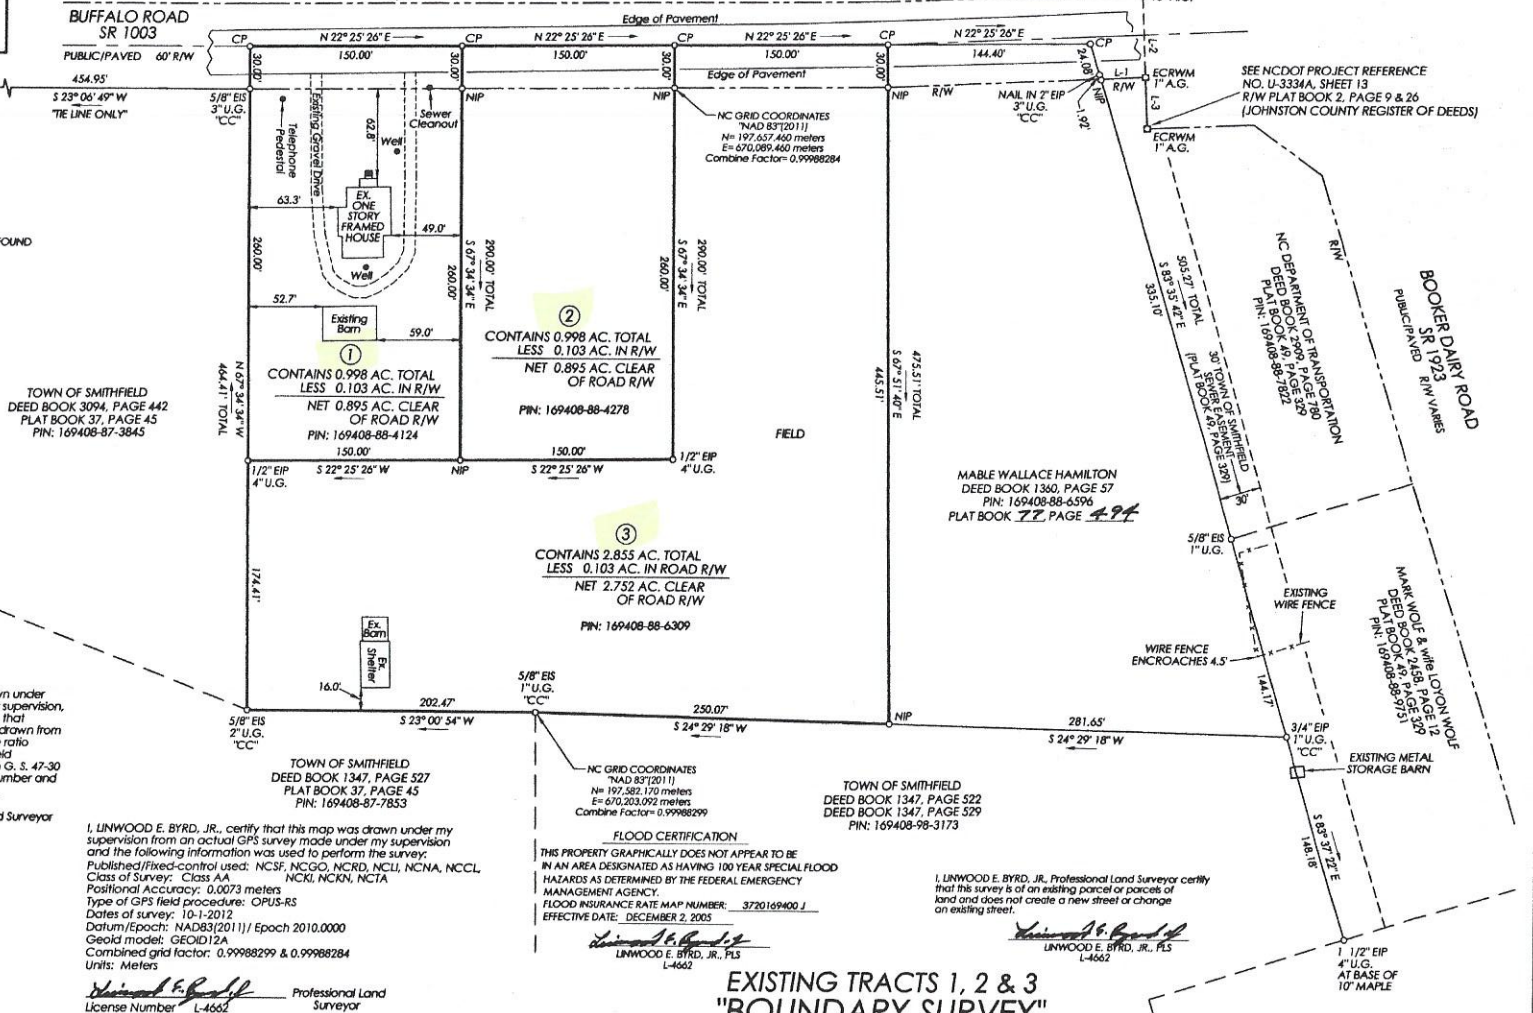 BUFFALO ROAD
SR 1003
PUBLIC/PAVED 60' R/W
454.95'
S 23° 06' 49" W
"TIE LINE ONLY"
Edge of Pavement
CP
N 22° 25' 26" E
150.00'
CP
N 22° 25' 26" E
150.00'
CP
N 22° 25' 26" E
150.00'
CP
N 22° 25' 26" E
144.40'
CP
30.00'
30.00'
30.00'
30.00'
24.08'
Edge of Pavement
L-2
L-1
R/W
L-3
ECRWM
1" A.G.
ECRWM
1" A.G.
SEE NCDOT PROJECT REFERENCE
NO. U-3334A, SHEET 13
R/W PLAT BOOK 2, PAGE 9 & 26
(JOHNSTON COUNTY REGISTER OF DEEDS)
5/8" EIS
3" U.G.
"CC"
NIP
NIP
NIP
R/W
NAIL IN 2" EIP
3" U.G.
"CC"
NIP
1.92'
Telephone
Pedestal
Existing Gravel Drive
62.8'
Sewer
Cleanout
Well
NC GRID COORDINATES
"NAD 83"(2011)
N= 197,657.460 meters
E= 670,089.460 meters
Combine Factor= 0.99988284
63.3'
EX.
ONE
STORY
FRAMED
HOUSE
49.0'
Well
260.00'
290.00' TOTAL
S 67° 34' 34" E
260.00'
290.00' TOTAL
S 67° 34' 34" E
260.00'
OUND
52.7'
Existing
Barn
59.0'
1
CONTAINS 0.998 AC. TOTAL
LESS 0.103 AC. IN R/W
NET 0.895 AC. CLEAR
OF ROAD R/W
PIN: 169408-88-4124
2
CONTAINS 0.998 AC. TOTAL
LESS 0.103 AC. IN R/W
NET 0.895 AC. CLEAR
OF ROAD R/W
PIN: 169408-88-4278
N 67° 34' 34" W
464.41' TOTAL
475.51' TOTAL
S 67° 51' 40" E
445.51'
FIELD
505.27' TOTAL
S 83° 35' 42" E
335.10'
30' TOWN OF SMITHFIELD
SEWER EASEMENT
(PLAT BOOK 49, PAGE 329)
30'
NC DEPARTMENT OF TRANSPORTATION
DEED BOOK 2909, PAGE 780
PLAT BOOK 49, PAGE 329
PIN: 169408-88-7822
R/W
BOOKER DAIRY ROAD
SR 1923
PUBLIC/PAVED R/W VARIES
TOWN OF SMITHFIELD
DEED BOOK 3094, PAGE 442
PLAT BOOK 37, PAGE 45
PIN: 169408-87-3845
1/2" EIP
4" U.G.
150.00'
S 22° 25' 26" W
NIP
150.00'
S 22° 25' 26" W
1/2" EIP
4" U.G.
MABLE WALLACE HAMILTON
DEED BOOK 1360, PAGE 57
PIN: 169408-88-6596
PLAT BOOK 77, PAGE 494
3
CONTAINS 2.855 AC. TOTAL
LESS 0.103 AC. IN ROAD R/W
NET 2.752 AC. CLEAR
OF ROAD R/W
PIN: 169408-88-6309
174.41'
5/8" EIS
1" U.G.
EXISTING
WIRE FENCE
WIRE FENCE
ENCROACHES 4.5'
144.17'
MARK WOLF & wife LOYON WOLF
DEED BOOK 2458, PAGE 12
PLAT BOOK 49, PAGE 329
PIN: 169408-88-9751
Ex.
Barn
Ex.
Shelter
16.0'
5/8" EIS
2" U.G.
"CC"
202.47'
S 23° 00' 54" W
5/8" EIS
1" U.G.
"CC"
250.07'
S 24° 29' 18" W
NIP
281.65'
S 24° 29' 18" W
3/4" EIP
1" U.G.
"CC"
EXISTING METAL
STORAGE BARN
S 83° 37' 22" E
148.18'
1 1/2" EIP
4" U.G.
AT BASE OF
10" MAPLE
n under
supervision,
that
drawn from
ratio
G. S. 47-30
mber and
d Surveyor
TOWN OF SMITHFIELD
DEED BOOK 1347, PAGE 527
PLAT BOOK 37, PAGE 45
PIN: 169408-87-7853
NC GRID COORDINATES
"NAD 83"(2011)
N= 197,582.170 meters
E= 670,203.092 meters
Combine Factor= 0.99988299
TOWN OF SMITHFIELD
DEED BOOK 1347, PAGE 522
DEED BOOK 1347, PAGE 529
PIN: 169408-98-3173
I, LINWOOD E. BYRD, JR., certify that this map was drawn under my
supervision from an actual GPS survey made under my supervision
and the following information was used to perform the survey:
Published/Fixed-control used: NCSF, NCGO, NCRD, NCLI, NCNA, NCCL,
Class of Survey: Class AA NCKI, NCKN, NCTA
Positional Accuracy: 0.0073 meters
Type of GPS field procedure: OPUS-RS
Dates of survey: 10-1-2012
Datum/Epoch: NAD83(2011)/ Epoch 2010.0000
Geoid model: GEOID12A
Combined grid factor: 0.99988299 & 0.99988284
Units: Meters
Linwood E. Byrd Jr
Professional Land
Surveyor
License Number L-4662
FLOOD CERTIFICATION
THIS PROPERTY GRAPHICALLY DOES NOT APPEAR TO BE
IN AN AREA DESIGNATED AS HAVING 100 YEAR SPECIAL FLOOD
HAZARDS AS DETERMINED BY THE FEDERAL EMERGENCY
MANAGEMENT AGENCY.
FLOOD INSURANCE RATE MAP NUMBER: 3720169400 J
EFFECTIVE DATE: DECEMBER 2, 2005
Linwood E. Byrd Jr
LINWOOD E. BYRD, JR., PLS
L-4662
I, LINWOOD E. BYRD, JR., Professional Land Surveyor certify
that this survey is of an existing parcel or parcels of
land and does not create a new street or change
an existing street.
Linwood E. Byrd Jr
LINWOOD E. BYRD, JR., PLS
L-4662
EXISTING TRACTS 1, 2 & 3
"BOUNDARY SURVEY"